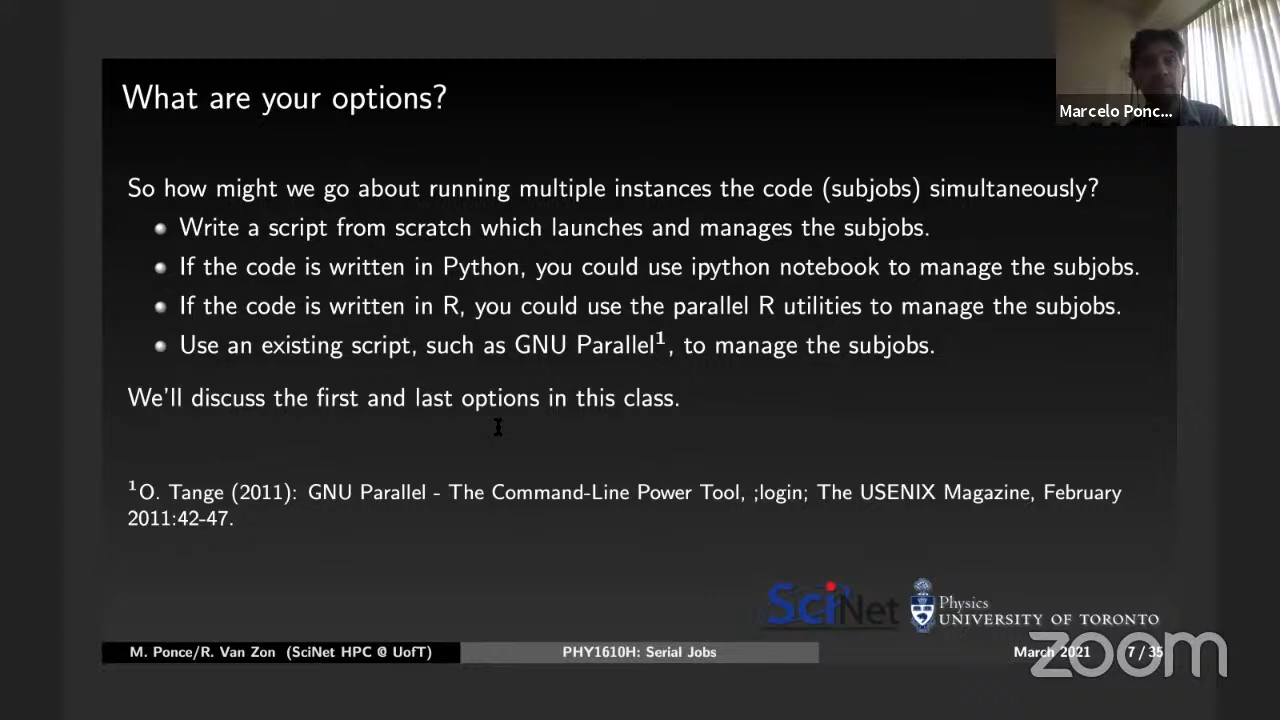 What are your options?
Marcelo Ponc...
So how might we go about running multiple instances the code (subjobs) simultaneously?
Write a script from scratch which launches and manages the subjobs.
If the code is written in Python, you could use ipython notebook to manage the subjobs.
If the code is written in R, you could use the parallel R utilities to manage the subjobs.
Use an existing script, such as GNU Parallel¹, to manage the subjobs.
We'll discuss the first and last options in this class.
¹O. Tange (2011): GNU Parallel - The Command-Line Power Tool, ;login; The USENIX Magazine, February
2011:42-47.
SciNet
Physics
UNIVERSITY OF TORONTO
M. Ponce/R. Van Zon (SciNet HPC @ UofT) PHY1610H: Serial Jobs March 2021 7 / 35
zoom